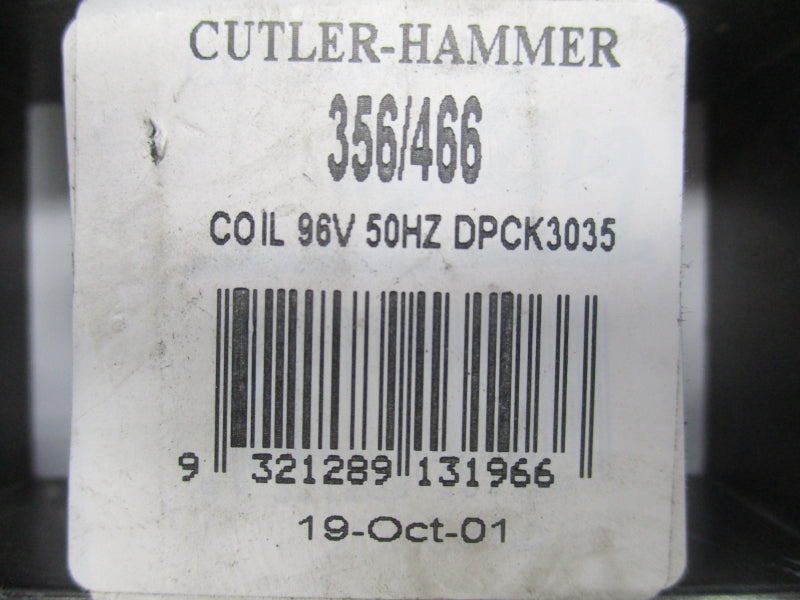 CUTLER-HAMMER
356/466
COIL 96V 50HZ DPCK3035
9 321289 131966
19-Oct-01